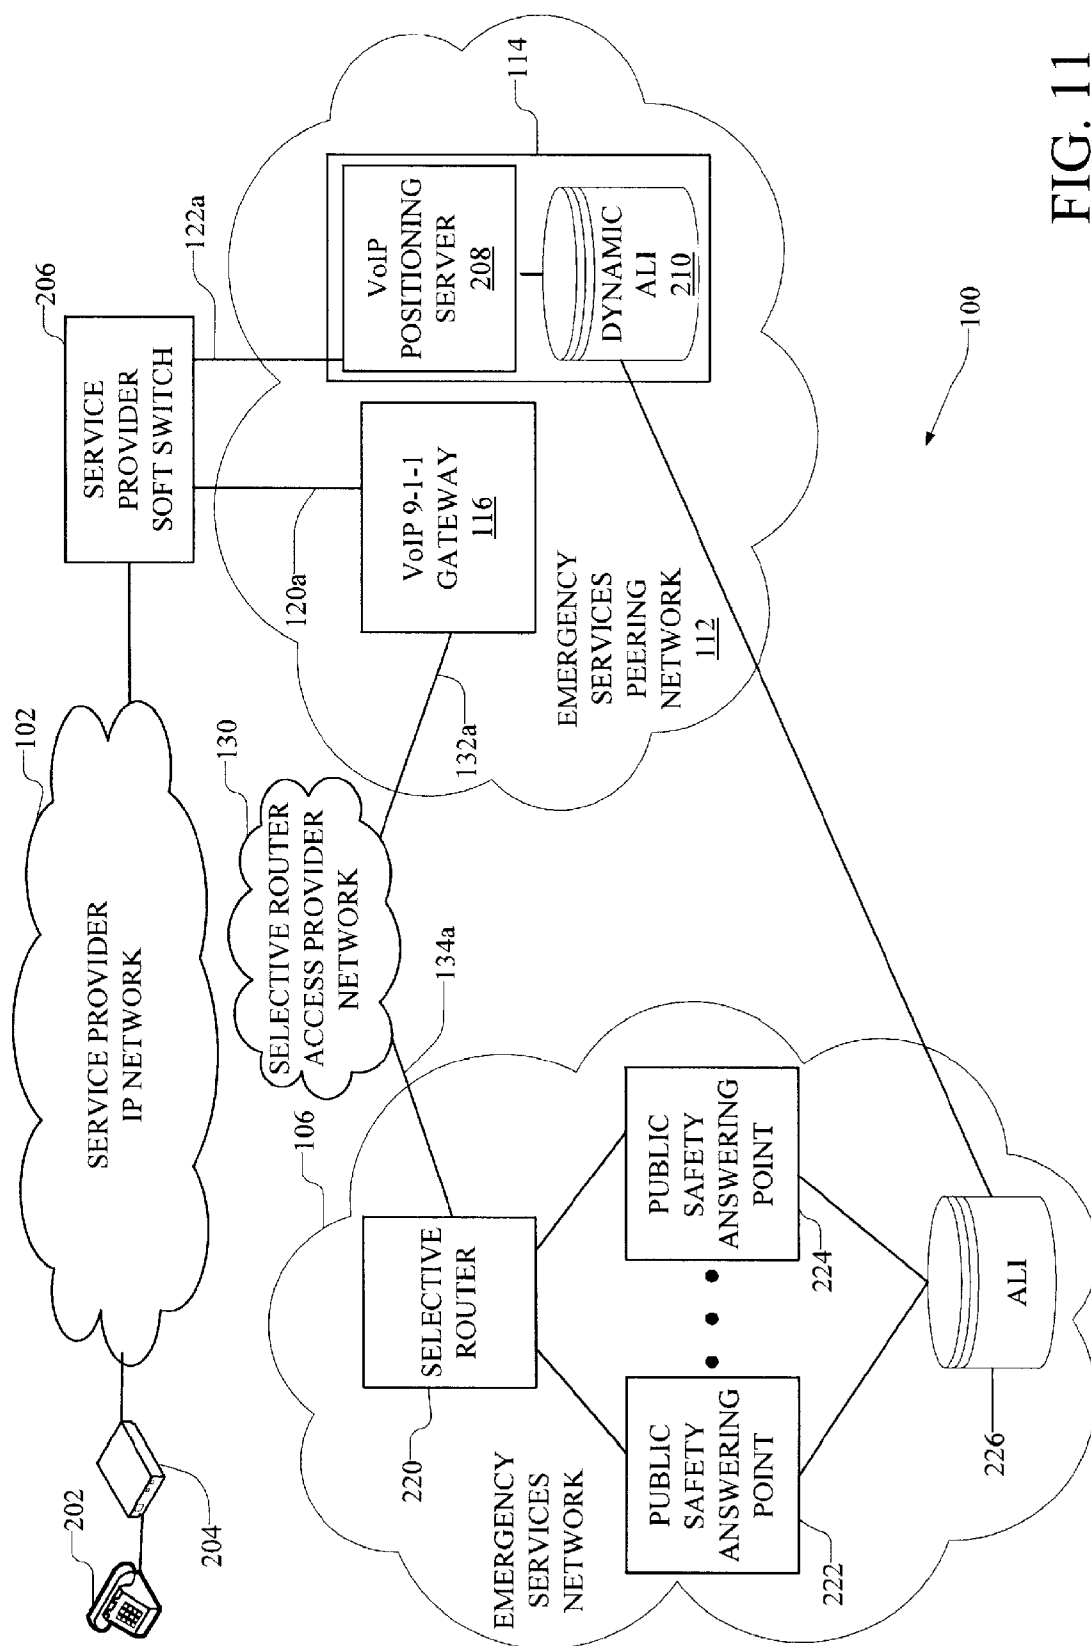 202
204
102
SERVICE PROVIDER
IP NETWORK
206
SERVICE
PROVIDER
SOFT SWITCH
122a
120a
114
VoIP
POSITIONING
SERVER
208
DYNAMIC
ALI
210
VoIP 9-1-1
GATEWAY
116
EMERGENCY
SERVICES
PEERING
NETWORK
112
132a
130
SELECTIVE ROUTER
ACCESS PROVIDER
NETWORK
134a
106
SELECTIVE
ROUTER
220
EMERGENCY
SERVICES
NETWORK
PUBLIC
SAFETY
ANSWERING
POINT
222
PUBLIC
SAFETY
ANSWERING
POINT
224
ALI
226
100
FIG. 11